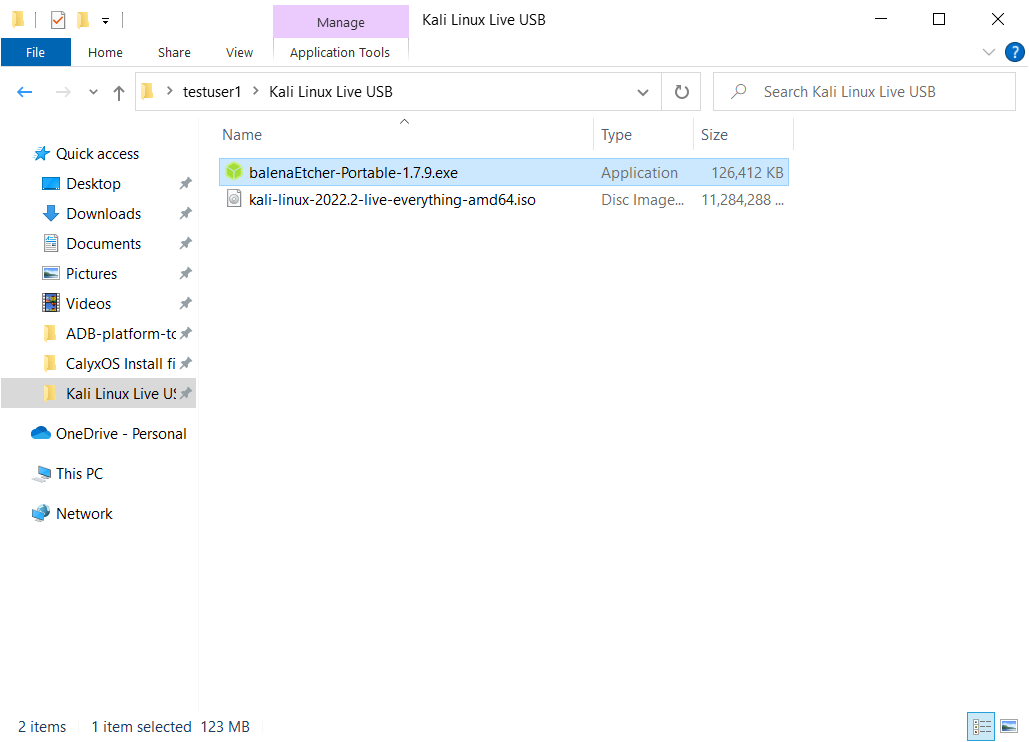 Manage
Kali Linux Live USB
File
Home
Share
View
Application Tools
?
testuser1 > Kali Linux Live USB
Search Kali Linux Live USB
Name
Type
Size
balenaEtcher-Portable-1.7.9.exe
Application
126,412 KB
kali-linux-2022.2-live-everything-amd64.iso
Disc Image...
11,284,288 ...
Quick access
Desktop
Downloads
Documents
Pictures
Videos
ADB-platform-to
CalyxOS Install fi
Kali Linux Live US
OneDrive - Personal
This PC
Network
2 items
1 item selected 123 MB